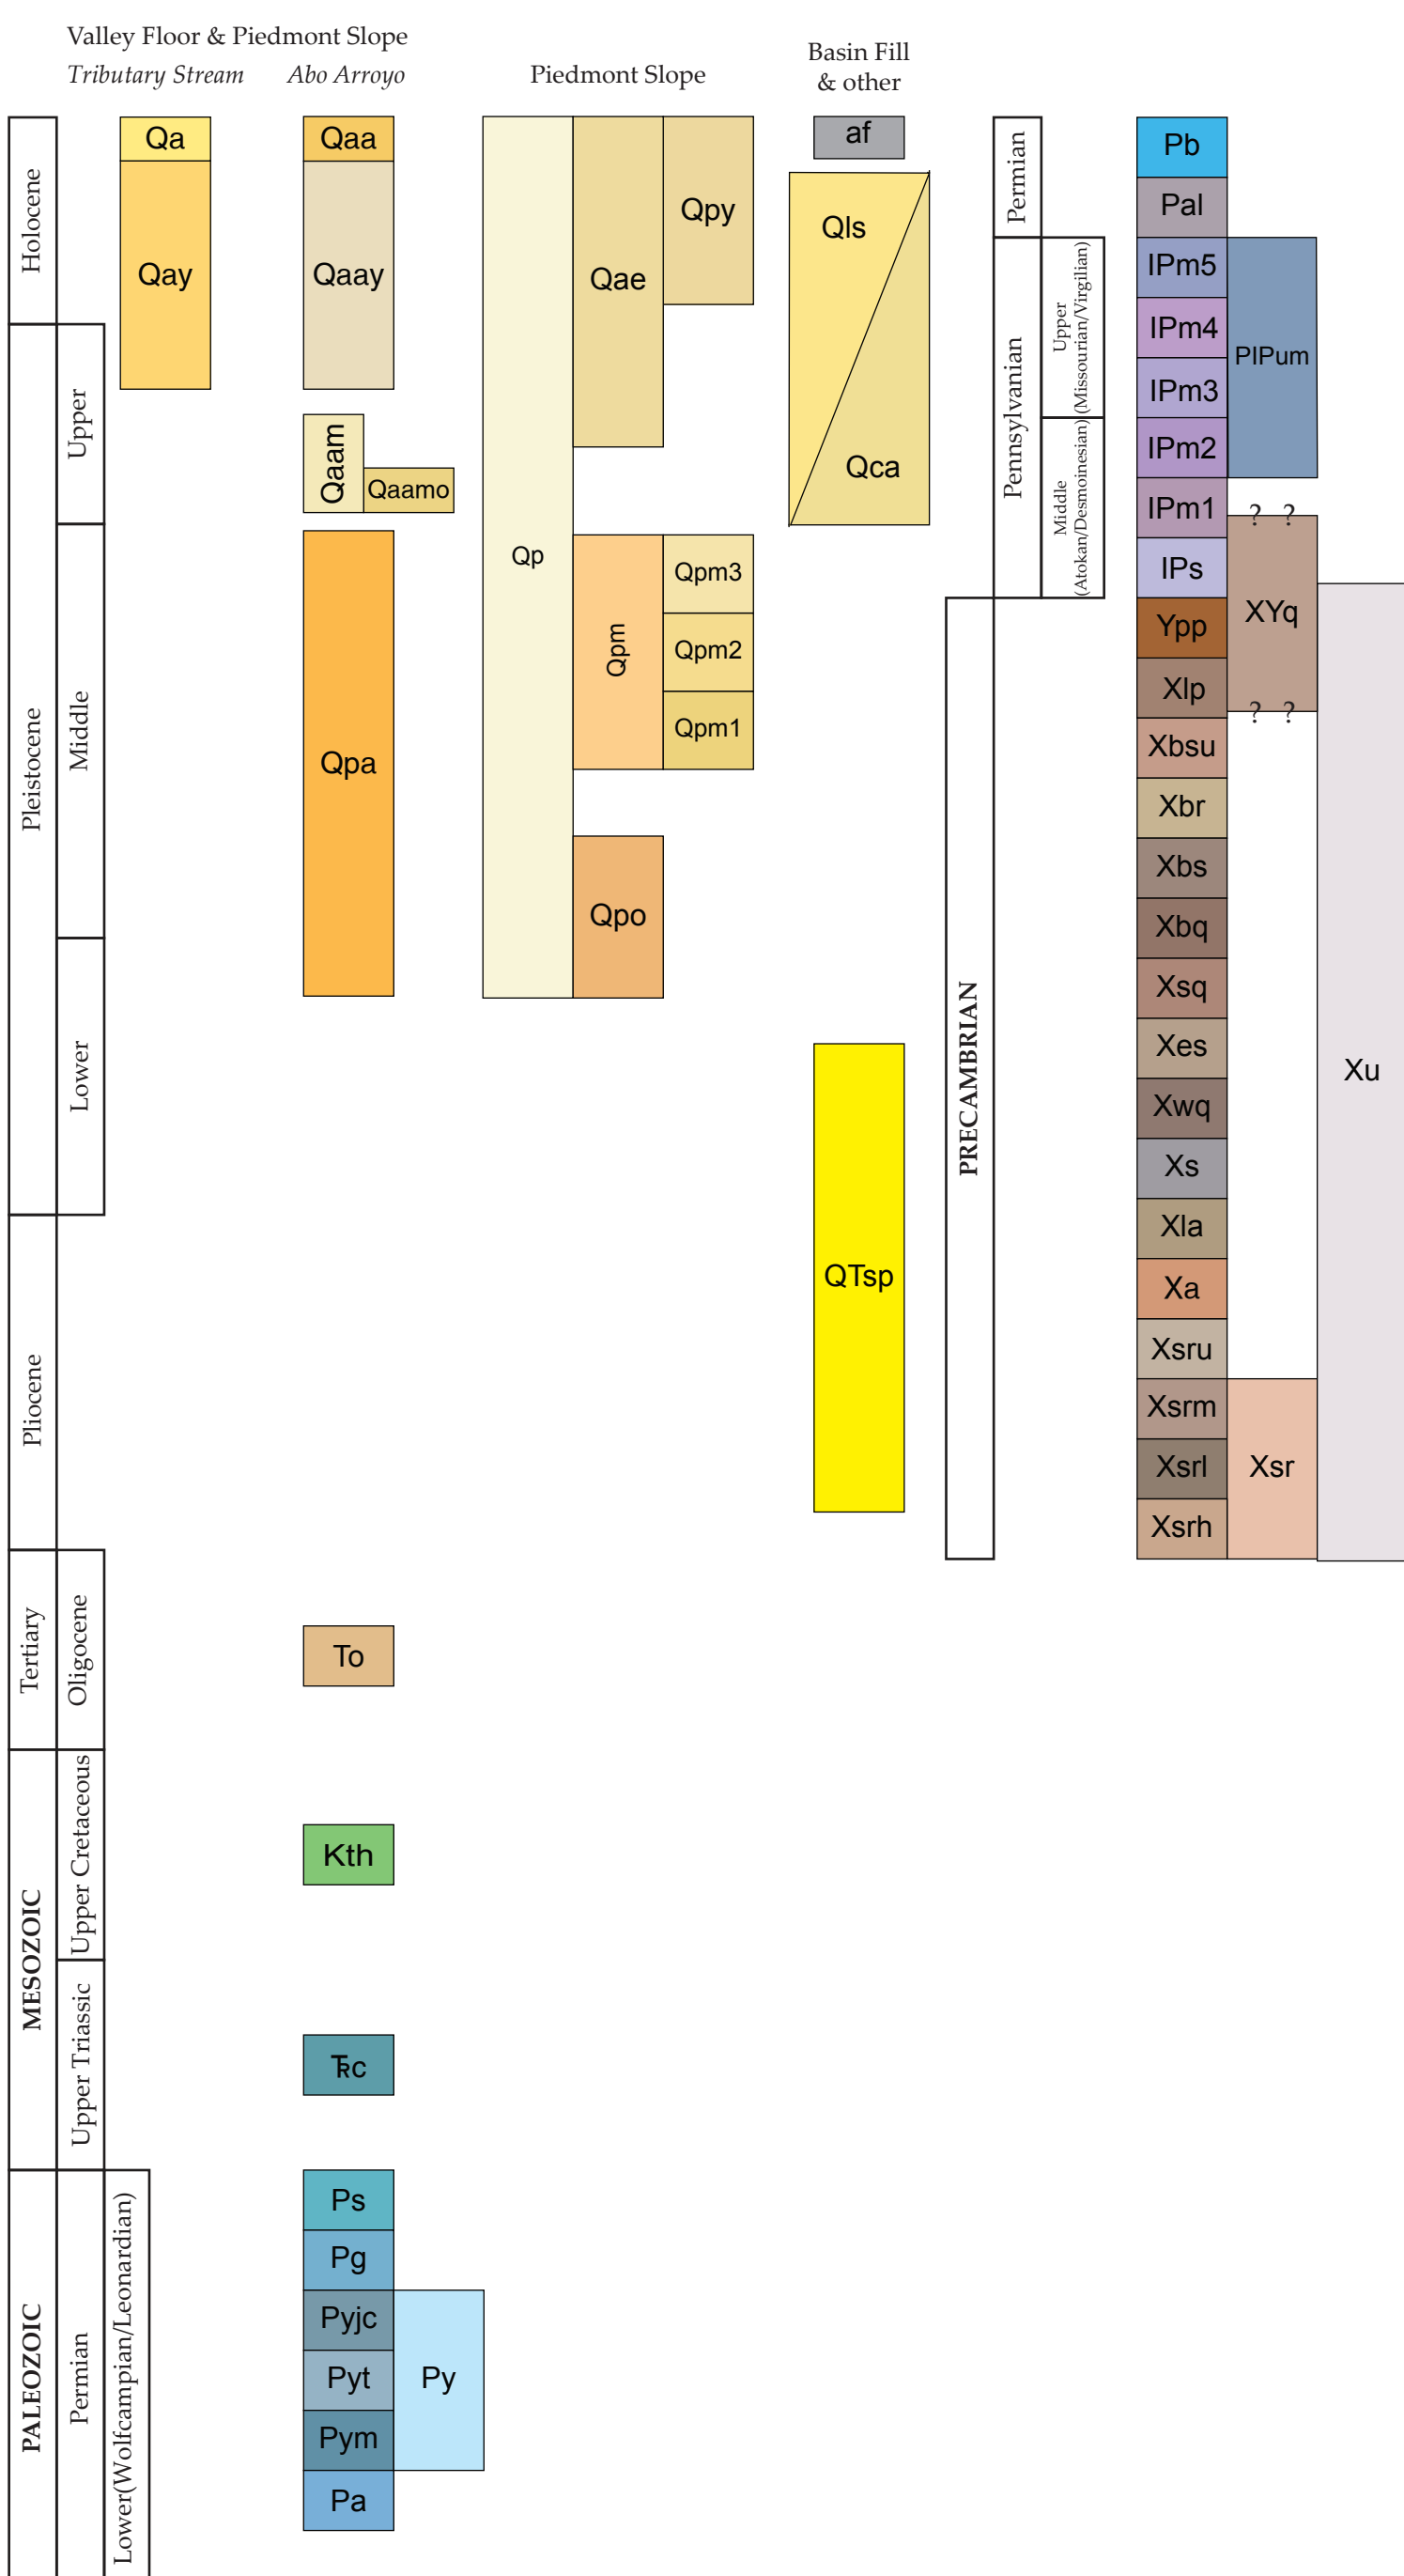 Valley Floor & Piedmont Slope
Tributary Stream
Abo Arroyo
Piedmont Slope
Basin Fill
& other
Holocene
Pleistocene
Upper
Middle
Lower
Pliocene
Tertiary
Oligocene
MESOZOIC
Upper Cretaceous
Upper Triassic
PALEOZOIC
Permian
Lower(Wolfcampian/Leonardian)
Qa
Qay
Qaa
Qaay
Qaam
Qaamo
Qpa
To
Kth
TRc
Ps
Pg
Pyjc
Pyt
Pym
Py
Pa
Qp
Qae
Qpy
Qpm
Qpm3
Qpm2
Qpm1
Qpo
af
Qls
Qca
QTsp
Permian
Pennsylvanian
Upper
(Missourian/Virgilian)
Middle
(Atokan/Desmoinesian)
PRECAMBRIAN
Pb
Pal
IPm5
IPm4
IPm3
IPm2
IPm1
IPs
Ypp
Xlp
Xbsu
Xbr
Xbs
Xbq
Xsq
Xes
Xwq
Xs
Xla
Xa
Xsru
Xsrm
Xsrl
Xsrh
PIPum
? ?
XYq
? ?
Xsr
Xu